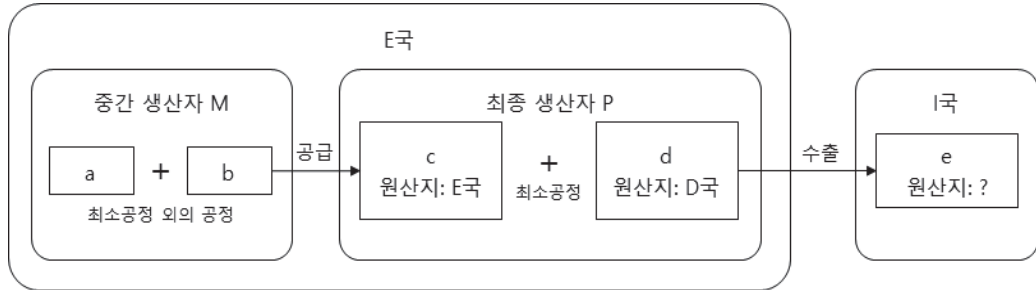 E국
중간 생산자 M
a
+
b
최소공정 외의 공정
공급
최종 생산자 P
c
원산지: E국
+
최소공정
d
원산지: D국
수출
I국
e
원산지: ?